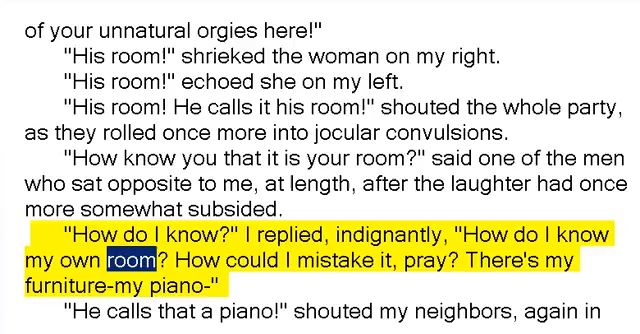 of your unnatural orgies here!"
"His room!" shrieked the woman on my right.
"His room!" echoed she on my left.
"His room! He calls it his room!" shouted the whole party,
as they rolled once more into jocular convulsions.
"How know you that it is your room?" said one of the men
who sat opposite to me, at length, after the laughter had once
more somewhat subsided.
"How do I know?" I replied, indignantly, "How do I know
my own room? How could I mistake it, pray? There's my
furniture-my piano-"
"He calls that a piano!" shouted my neighbors, again in